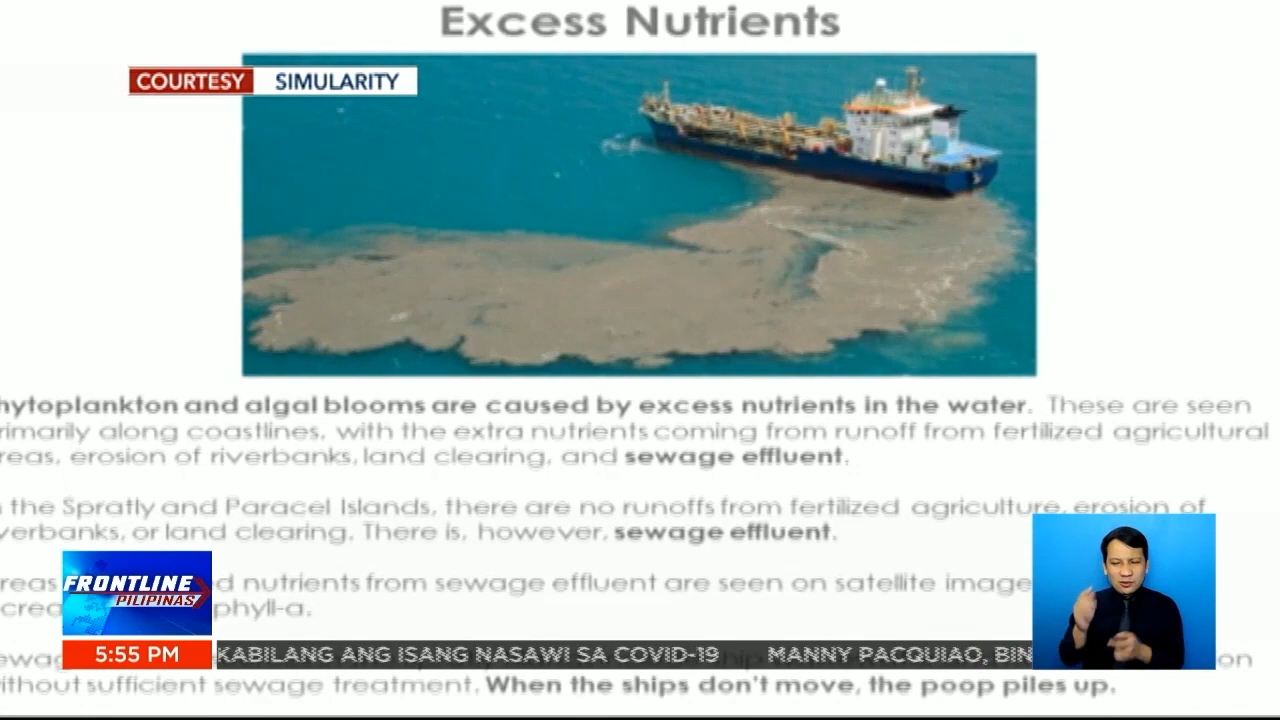 Excess Nutrients
COURTESY SIMULARITY
hytoplankton and algal blooms are caused by excess nutrients in the water. These are seen
rimarily along coastlines, with the extra nutrients coming from runoff from fertilized agricultural
reas, erosion of riverbanks, land clearing, and sewage effluent.
the Spratly and Paracel Islands, there are no runoffs from fertilized agriculture, erosion of
verbanks, or land clearing. There is, however, sewage effluent.
reas d nutrients from sewage effluent are seen on satellite image
crea phyll-a.
FRONTLINE
PILIPINAS
5:55 PM KABILANG ANG ISANG NASAWI SA COVID-19 MANNY PACQUIAO, BIN
ewag on
ithout sufficient sewage treatment. When the ships don't move, the poop piles up.